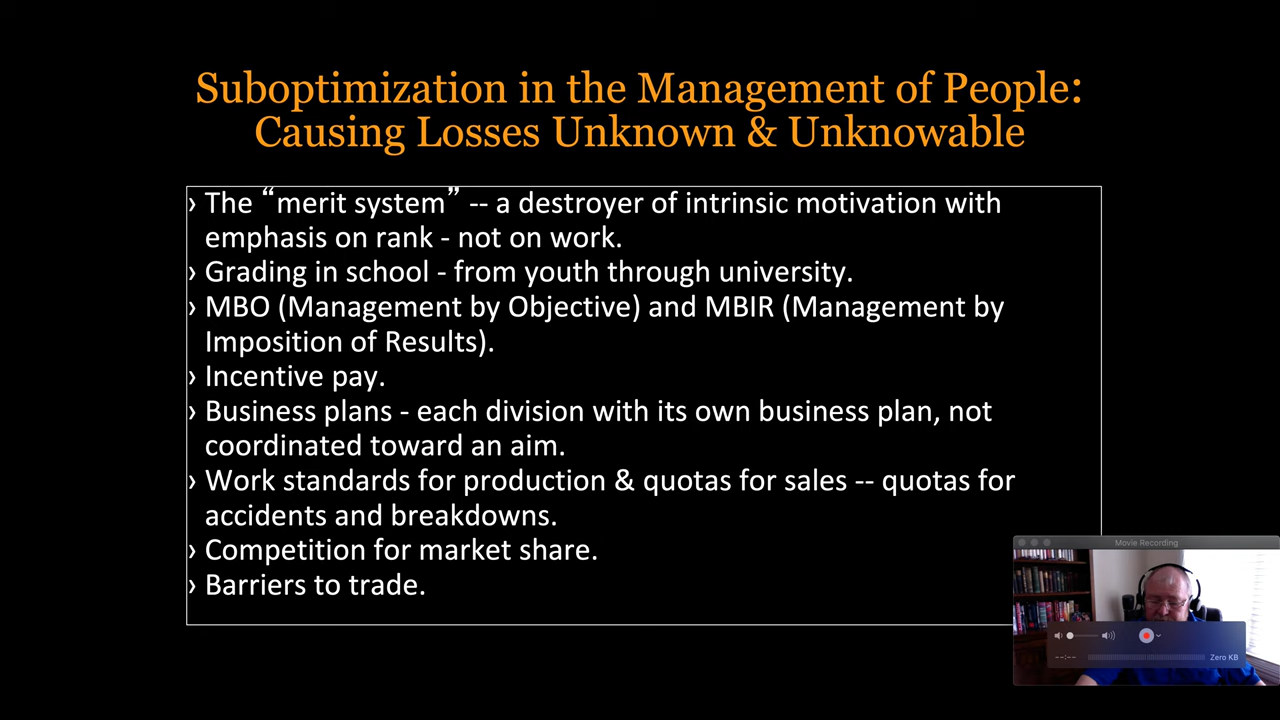 Suboptimization in the Management of People:
Causing Losses Unknown & Unknowable
› The “merit system” -- a destroyer of intrinsic motivation with
emphasis on rank - not on work.
› Grading in school - from youth through university.
› MBO (Management by Objective) and MBIR (Management by
Imposition of Results).
› Incentive pay.
› Business plans - each division with its own business plan, not
coordinated toward an aim.
› Work standards for production & quotas for sales -- quotas for
accidents and breakdowns.
› Competition for market share.
› Barriers to trade.
Movie Recording
--:--
Zero KB